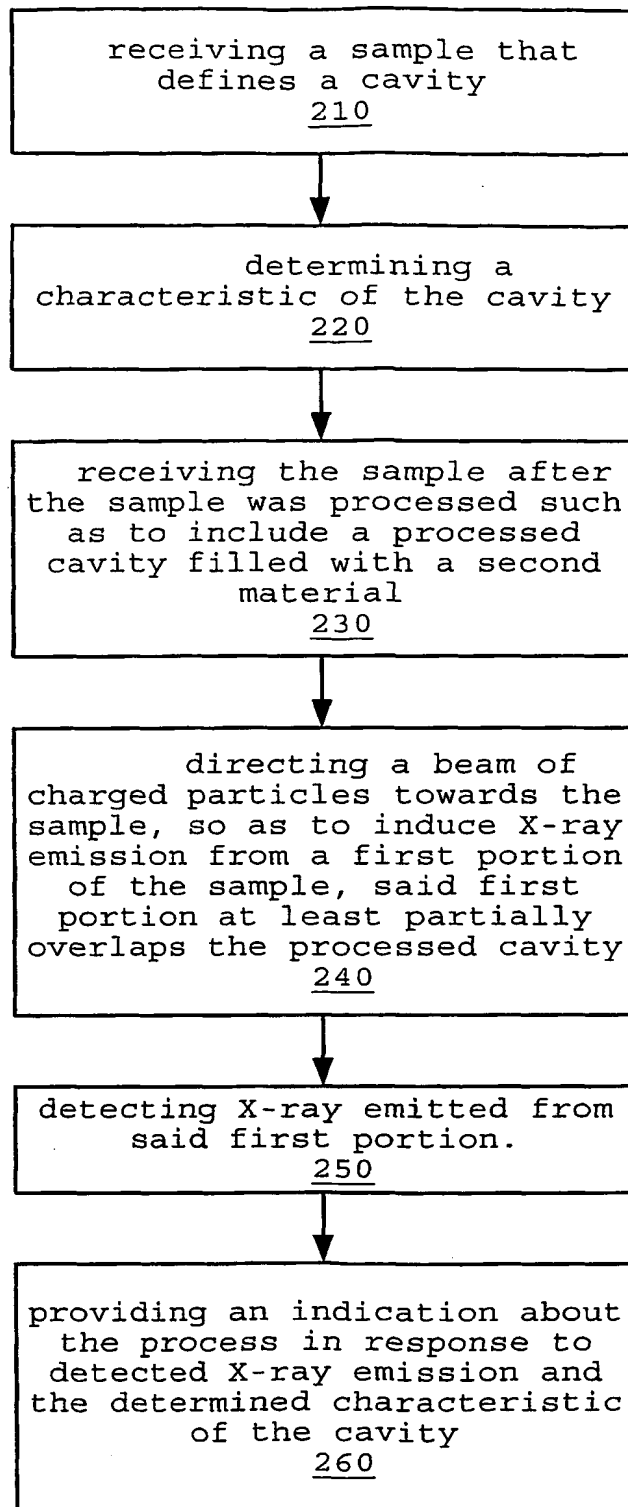 receiving a sample that
defines a cavity
210
determining a
characteristic of the cavity
220
receiving the sample after
the sample was processed such
as to include a processed
cavity filled with a second
material
230
directing a beam of
charged particles towards the
sample, so as to induce X-ray
emission from a first portion
of the sample, said first
portion at least partially
overlaps the processed cavity
240
detecting X-ray emitted from
said first portion.
250
providing an indication about
the process in response to
detected X-ray emission and
the determined characteristic
of the cavity
260